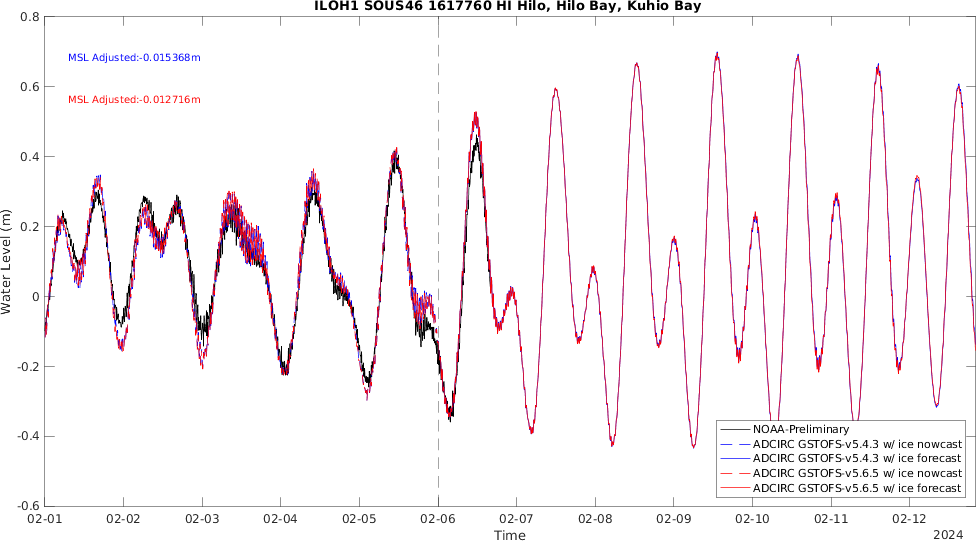 ILOH1 SOUS46 1617760 HI Hilo, Hilo Bay, Kuhio Bay
0.8
MSL Adjusted:-0.015368m
0.6
MSL Adjusted:-0.012716m
0.4
0.2
Water Level (m)
0
-0.2
-0.4
NOAA-Preliminary
ADCIRC GSTOFS-v5.4.3 w/ ice nowcast
ADCIRC GSTOFS-v5.4.3 w/ ice forecast
ADCIRC GSTOFS-v5.6.5 w/ ice nowcast
ADCIRC GSTOFS-v5.6.5 w/ ice forecast
-0.6
02-01 02-02 02-03 02-04 02-05 02-06 02-07 02-08 02-09 02-10 02-11 02-12
Time
2024